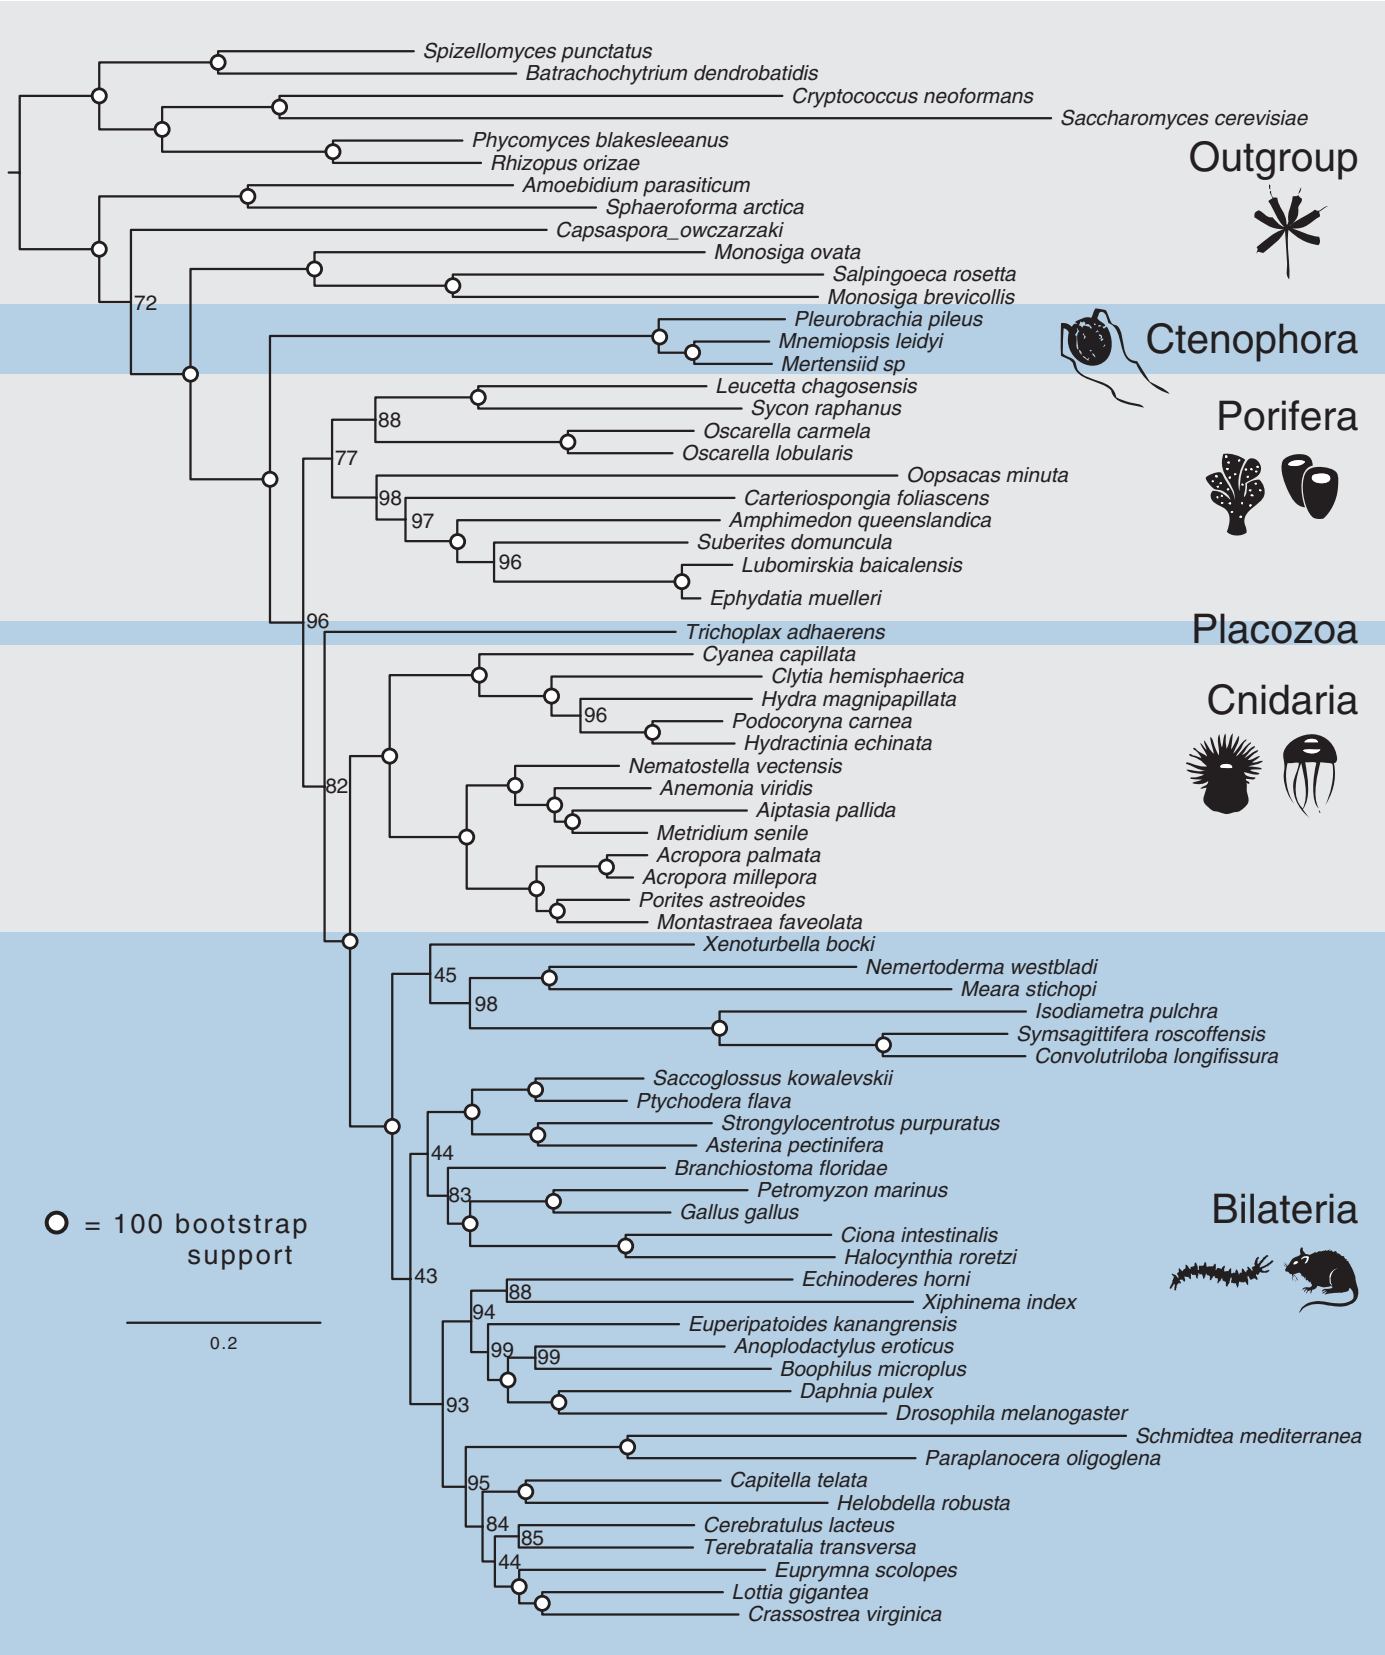 Spizellomyces punctatus
Batrachochytrium dendrobatidis
Cryptococcus neoformans
Saccharomyces cerevisiae
Phycomyces blakesleeanus
Outgroup
Rhizopus orizae
Amoebidium parasiticum
Sphaeroforma arctica
Capsaspora_owczarzaki
Monosiga ovata
Salpingoeca rosetta
Monosiga brevicollis
72
Pleurobrachia pileus
Mnemiopsis leidyi
Ctenophora
Mertensiid sp
Leucetta chagosensis
Sycon raphanus
Porifera
88
Oscarella carmela
Oscarella lobularis
77
Oopsacas minuta
98
Carteriospongia foliascens
97
Amphimedon queenslandica
Suberites domuncula
96
Lubomirskia baicalensis
Ephydatia muelleri
96
Trichoplax adhaerens
Placozoa
Cyanea capillata
Clytia hemisphaerica
Hydra magnipapillata
Cnidaria
96
Podocoryna carnea
Hydractinia echinata
Nematostella vectensis
82
Anemonia viridis
Aiptasia pallida
Metridium senile
Acropora palmata
Acropora millepora
Porites astreoides
Montastraea faveolata
Xenoturbella bocki
45
Nemertoderma westbladi
Meara stichopi
98
Isodiametra pulchra
Symsagittifera roscoffensis
Convolutriloba longifissura
Saccoglossus kowalevskii
Ptychodera flava
Strongylocentrotus purpuratus
Asterina pectinifera
44
Branchiostoma floridae
83
Petromyzon marinus
Gallus gallus
Bilateria
= 100 bootstrap
support
Ciona intestinalis
Halocynthia roretzi
43
Echinoderes horni
88
Xiphinema index
94
Euperipatoides kanangrensis
0.2
99
Anoplodactylus eroticus
99
Boophilus microplus
Daphnia pulex
93
Drosophila melanogaster
Schmidtea mediterranea
Paraplanocera oligoglena
95
Capitella telata
Helobdella robusta
84
Cerebratulus lacteus
85
Terebratalia transversa
44
Euprymna scolopes
Lottia gigantea
Crassostrea virginica